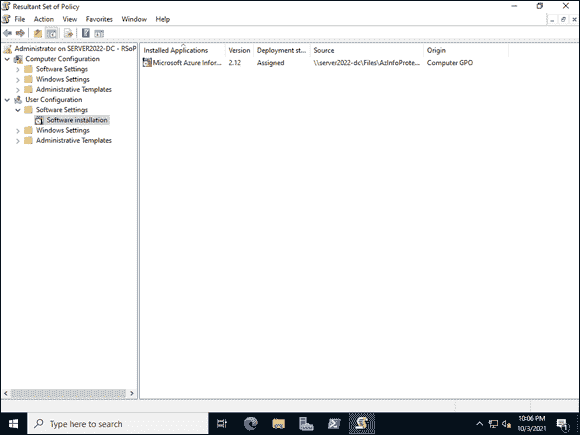 Resultant Set of Policy
File Action View Favorites Window Help
Administrator on SERVER2022-DC - RSoP
Computer Configuration
Software Settings
Windows Settings
Administrative Templates
User Configuration
Software Settings
Software installation
Windows Settings
Administrative Templates
Installed Applications Version Deployment st... Source Origin
Microsoft Azure Infor... 2.12 Assigned \\server2022-dc\Files\AzInfoProte... Computer GPO
Type here to search
10:06 PM
10/3/2021
1